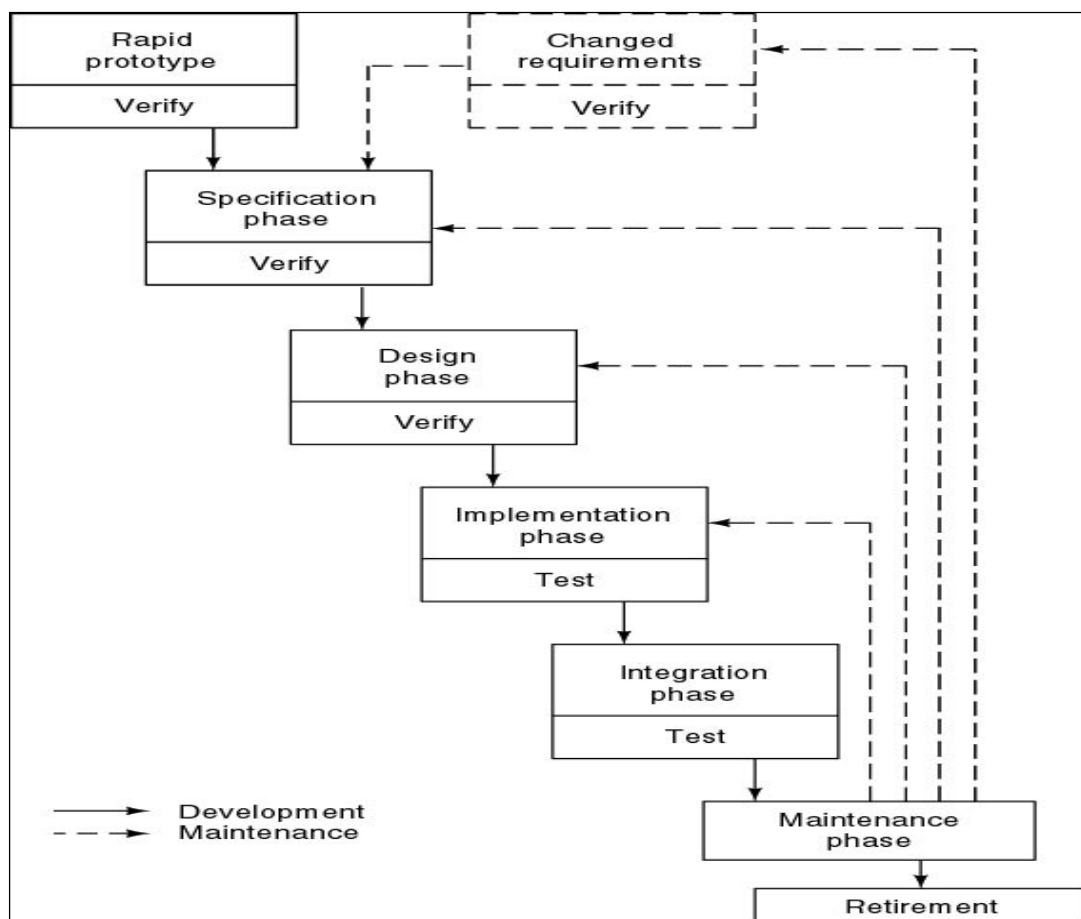 Rapid
prototype
Verify
Changed
requirements
Verify
Specification
phase
Verify
Design
phase
Verify
Implementation
phase
Test
Integration
phase
Test
Development
Maintenance
Maintenance
phase
Retirement